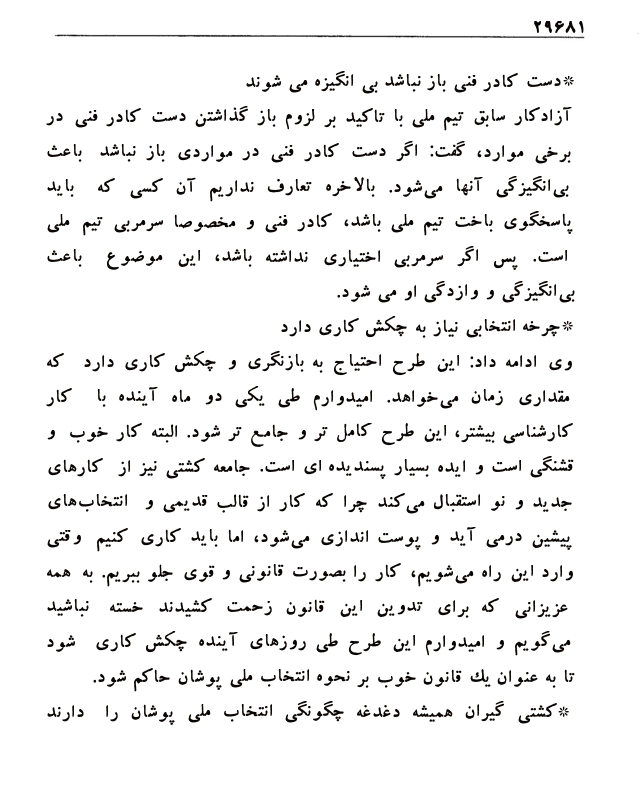 ۲۹۶۸۱
*دست کادر فنی باز نباشد بی انگیزه می شوند
آزادکار سابق تیم ملی با تاکید بر لزوم باز گذاشتن دست کادر فنی در
برخی موارد، گفت: اگر دست کادر فنی در مواردی باز نباشد باعث
بی‌انگیزگی آنها می‌شود. بالاخره تعارف نداریم آن کسی که باید
پاسخگوی باخت تیم ملی باشد، کادر فنی و مخصوصا سرمربی تیم ملی
است. پس اگر سرمربی اختیاری نداشته باشد، این موضوع باعث
بی‌انگیزگی و وازدگی او می شود.
*چرخه انتخابی نیاز به چکش کاری دارد
وی ادامه داد: این طرح احتیاج به بازنگری و چکش کاری دارد که
مقداری زمان می‌خواهد. امیدوارم طی یکی دو ماه آینده با کار
کارشناسی بیشتر، این طرح کامل تر و جامع تر شود. البته کار خوب و
قشنگی است و ایده بسیار پسندیده ای است. جامعه کشتی نیز از کارهای
جدید و نو استقبال می‌کند چرا که کار از قالب قدیمی و انتخاب‌های
پیشین درمی آید و پوست اندازی می‌شود، اما باید کاری کنیم وقتی
وارد این راه می‌شویم، کار را بصورت قانونی و قوی جلو ببریم. به همه
عزیزانی که برای تدوین این قانون زحمت کشیدند خسته نباشید
می‌گویم و امیدوارم این طرح طی روزهای آینده چکش کاری شود
تا به عنوان یك قانون خوب بر نحوه انتخاب ملی پوشان حاکم شود.
*کشتی گیران همیشه دغدغه چگونگی انتخاب ملی پوشان را دارند